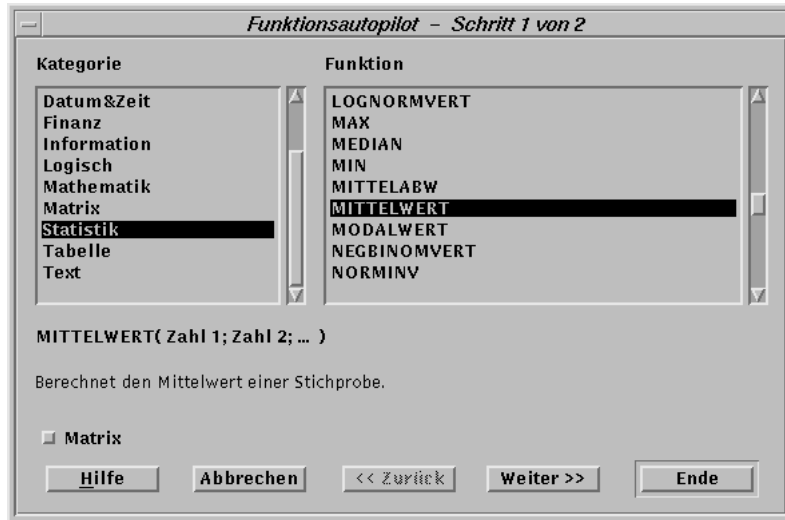 Funktionsautopilot – Schritt 1 von 2
Kategorie
Datum&Zeit
Finanz
Information
Logisch
Mathematik
Matrix
Statistik
Tabelle
Text
Funktion
LOGNORMVERT
MAX
MEDIAN
MIN
MITTELABW
MITTELWERT
MODALWERT
NEGBINOMVERT
NORMINV
MITTELWERT( Zahl 1; Zahl 2; ... )
Berechnet den Mittelwert einer Stichprobe.
Matrix
Hilfe Abbrechen << Zurück Weiter >> Ende